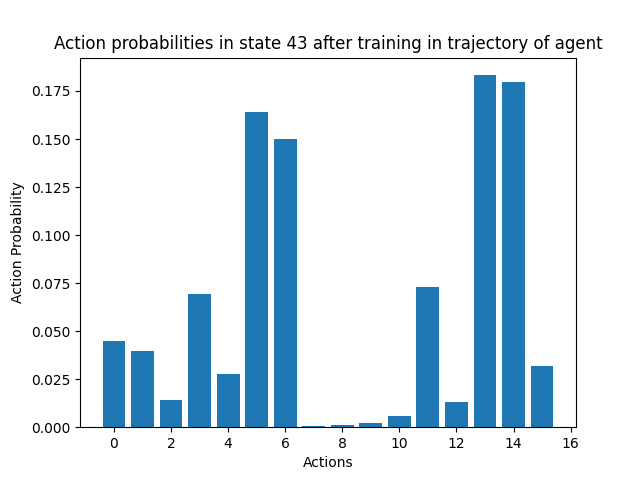 Action probabilities in state 43 after training in trajectory of agent
0.175
0.150
0.125
0.100
0.075
0.050
0.025
0.000
Action Probability
0 2 4 6 8 10 12 14 16
Actions